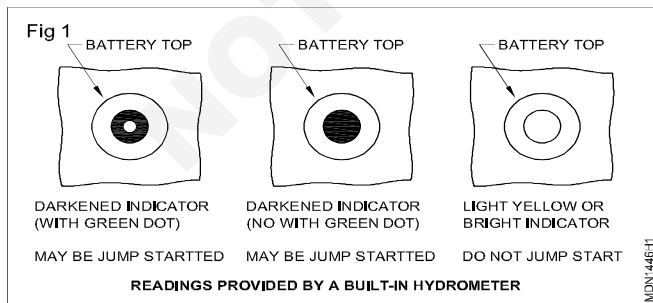 Fig 1
BATTERY TOP
BATTERY TOP
BATTERY TOP
DARKENED INDICATOR
(WITH GREEN DOT)
MAY BE JUMP STARTTED
DARKENED INDICATOR
(NO WITH GREEN DOT)
MAY BE JUMP STARTTED
LIGHT YELLOW OR
BRIGHT INDICATOR
DO NOT JUMP START
READINGS PROVIDED BY A BUILT-IN HYDROMETER
MDN1446H1